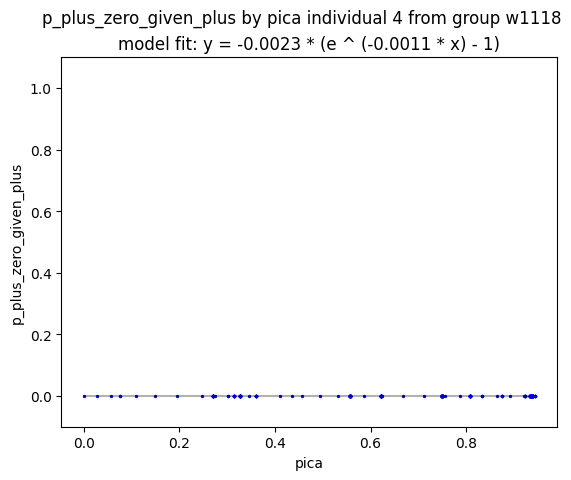 p_plus_zero_given_plus by pica individual 4 from group w1118
model fit: y = -0.0023 * (e ^ (-0.0011 * x) - 1)
1.0
0.8
0.6
0.4
0.2
0.0
p_plus_zero_given_plus
0.0 0.2 0.4 0.6 0.8
pica